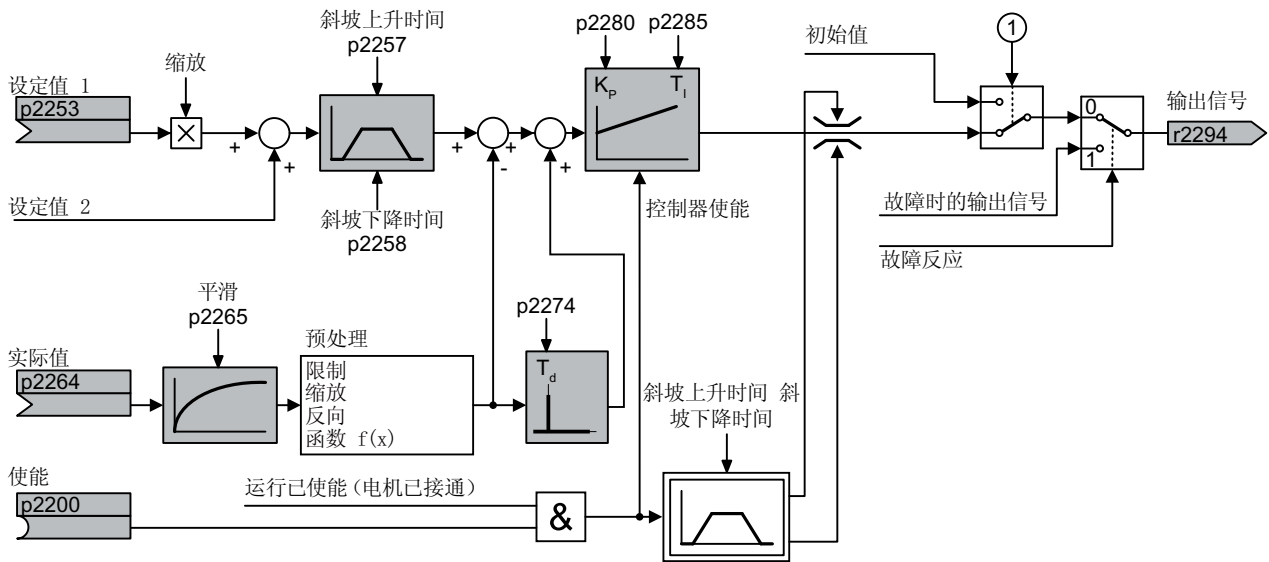 斜坡上升时间
p2257
p2280
p2285
①
初始值
缩放
设定值 1
p2253
×
+
+
+
-
+
+
K_P
T_I
0
1
输出信号
r2294
设定值 2
斜坡下降时间
p2258
控制器使能
故障时的输出信号
故障反应
平滑
p2265
p2274
实际值
p2264
预处理
限制
缩放
反向
函数 f(x)
T_d
斜坡上升时间 斜
坡下降时间
使能
p2200
运行已使能(电机已接通)
&